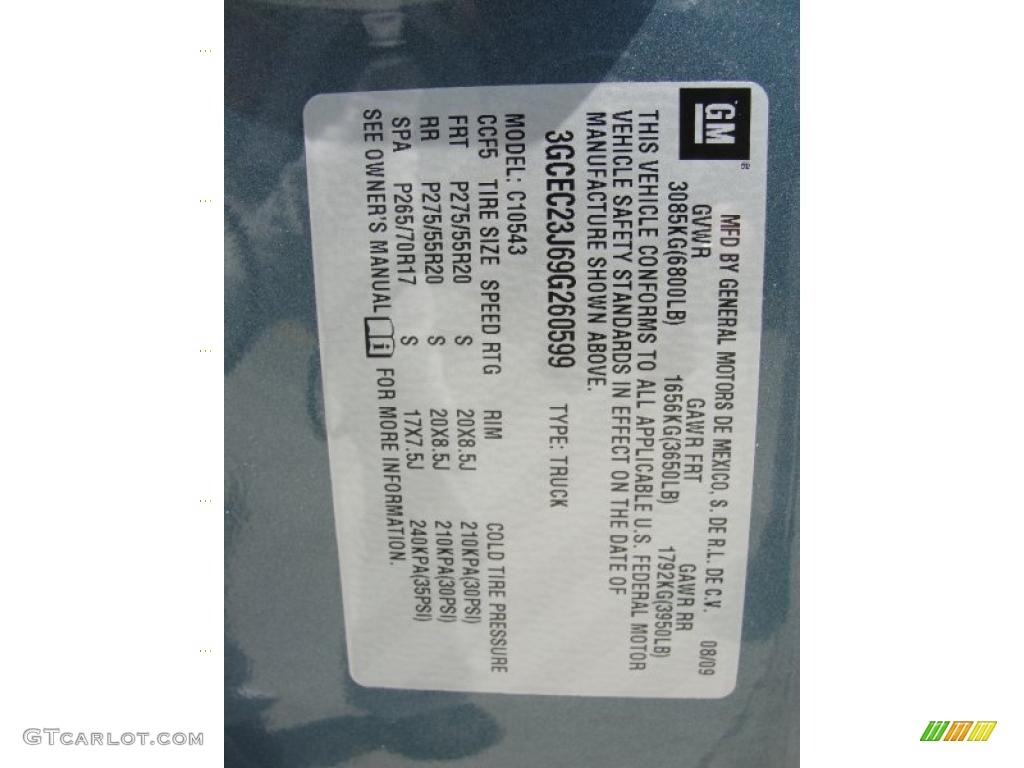 GM
®
MFD BY GENERAL MOTORS DE MEXICO, S. DE R.L. DE C.V. 08/09
GVWR GAWR FRT GAWR RR
3085KG(6800LB) 1656KG(3650LB) 1792KG(3950LB)
THIS VEHICLE CONFORMS TO ALL APPLICABLE U.S. FEDERAL MOTOR
VEHICLE SAFETY STANDARDS IN EFFECT ON THE DATE OF
MANUFACTURE SHOWN ABOVE.
3GCEC23J69G260599 TYPE: TRUCK
MODEL: C10543
CCF5 TIRE SIZE SPEED RTG RIM COLD TIRE PRESSURE
FRT P275/55R20 S 20X8.5J 210KPA(30PSI)
RR P275/55R20 S 20X8.5J 210KPA(30PSI)
SPA P265/70R17 S 17X7.5J 240KPA(35PSI)
SEE OWNER'S MANUAL i FOR MORE INFORMATION.
GTCARLOT.COM